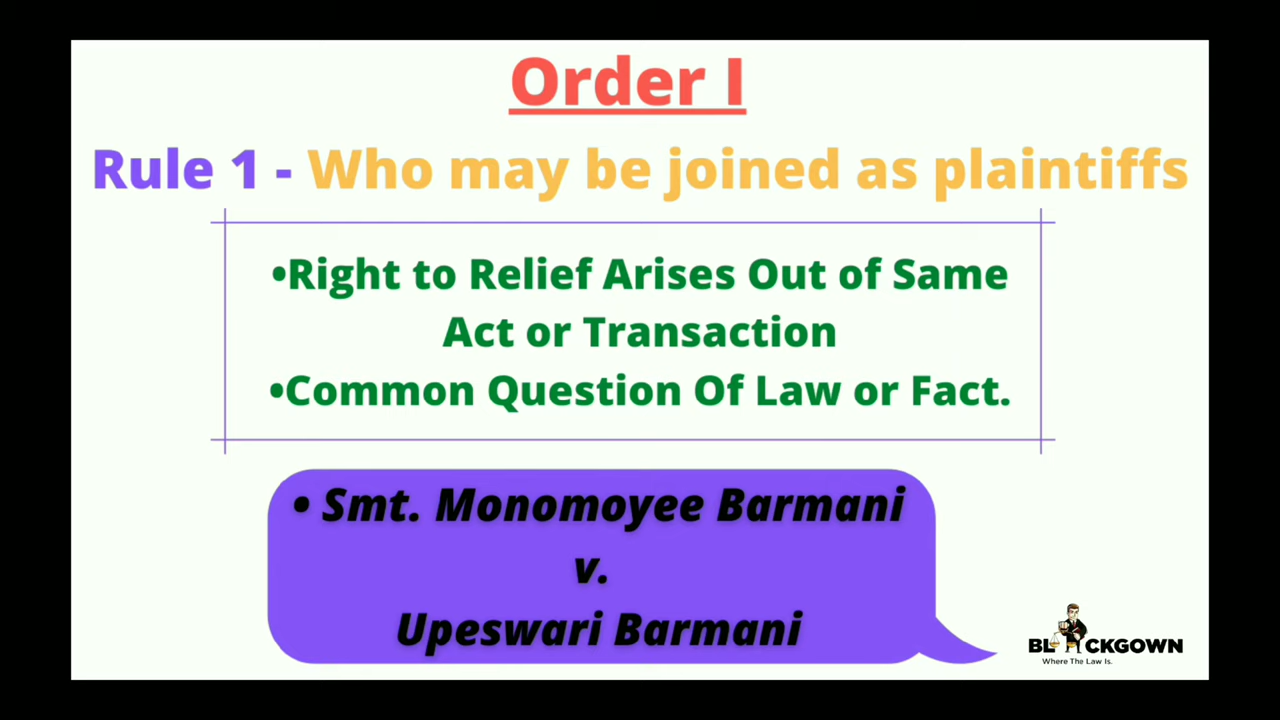 Order I
Rule 1 - Who may be joined as plaintiffs
•Right to Relief Arises Out of Same
Act or Transaction
•Common Question Of Law or Fact.
• Smt. Monomoyee Barmani
v.
Upeswari Barmani
BLACKGOWN
Where The Law Is.